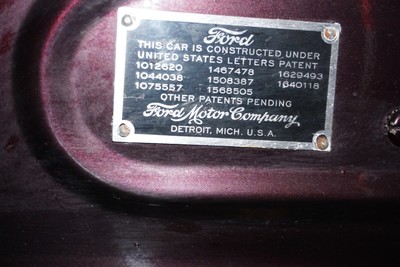 Ford
THIS CAR IS CONSTRUCTED UNDER
UNITED STATES LETTERS PATENT
1012620 1467478 1629493
1044038 1508387 1640118
1075557 1568505
OTHER PATENTS PENDING
Ford Motor Company
DETROIT, MICH. U.S.A.